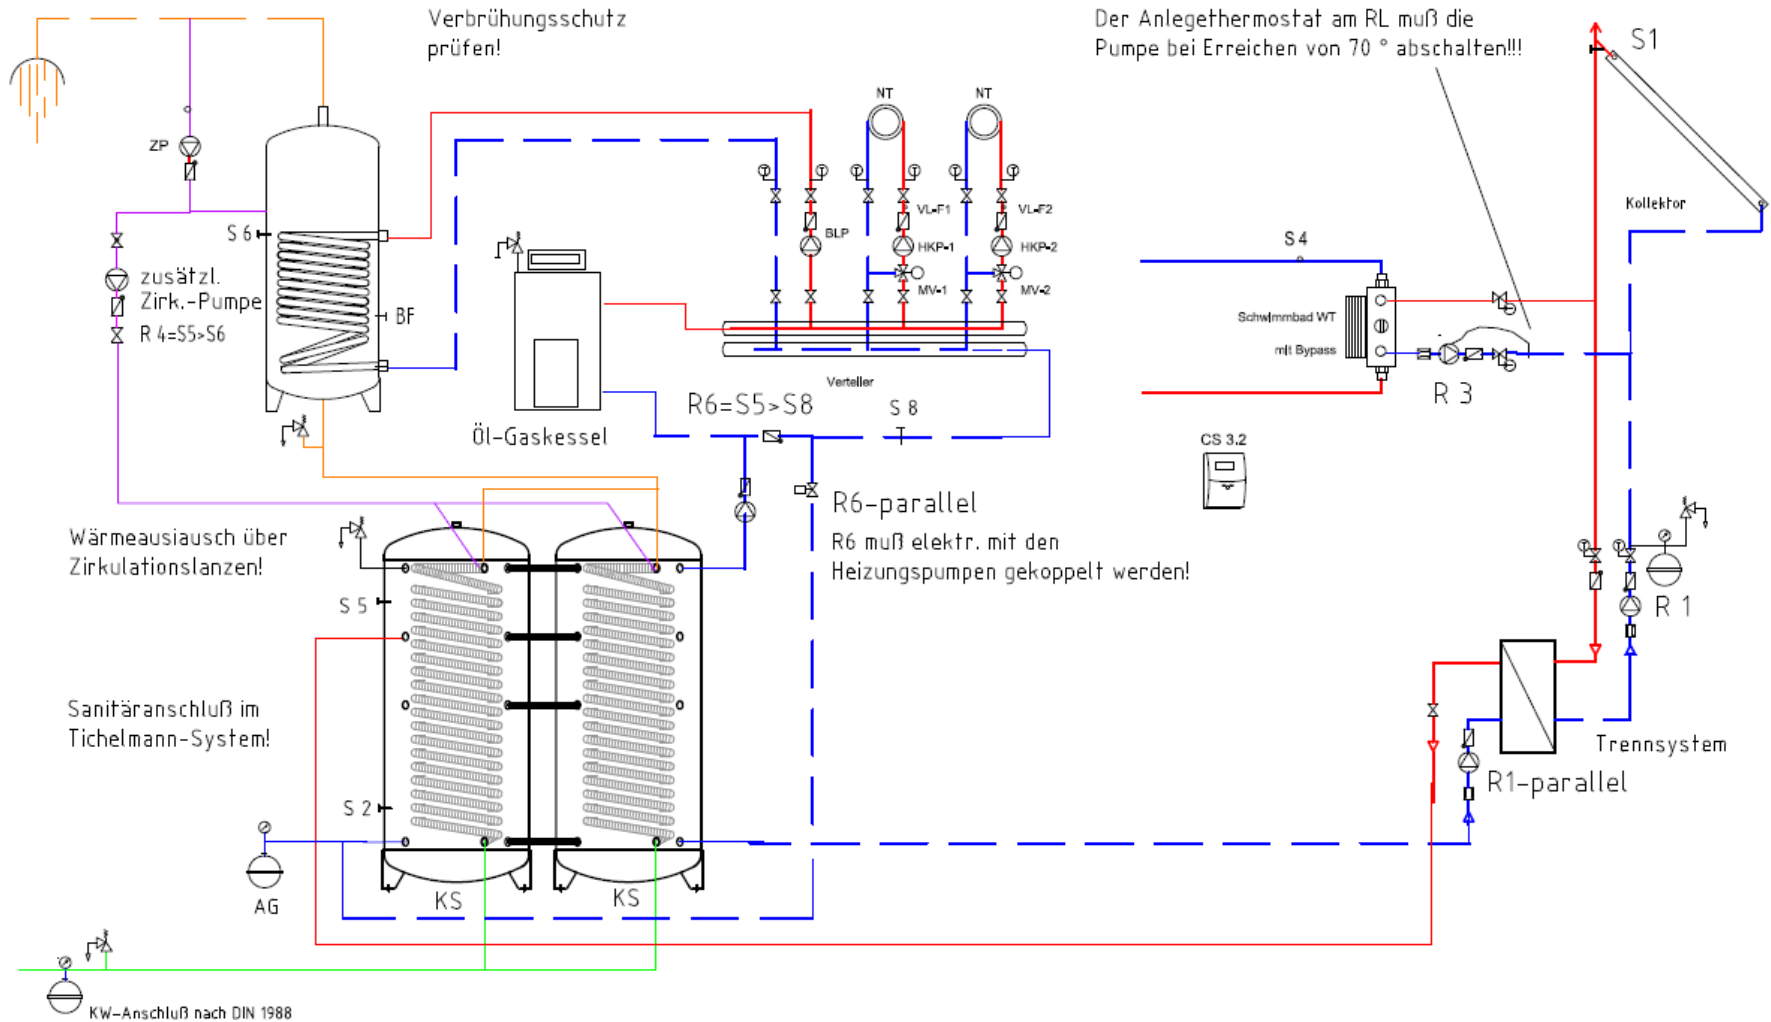 Verbrühungsschutz
prüfen!
Der Anlegethermostat am RL muß die
Pumpe bei Erreichen von 70 ° abschalten!!!
S1
NT
NT
ZP
T
T
T
T
T
T
Kollektor
VL-F1
VL-F2
S 6
BLP
HKP-1
HKP-2
S 4
zusätzl.
Zirk.-Pumpe
MV-1
MV-2
BF
R 4=S5>S6
Schwimmbad WT
mit Bypass
Verteiler
R 3
R6=S5>S8
S 8
Öl-Gaskessel
CS 3.2
R6-parallel
Wärmeausiausch über
Zirkulationslanzen!
R6 muß elektr. mit den
Heizungspumpen gekoppelt werden!
T
T
S 5
R 1
Sanitäranschluß im
Tichelmann-System!
Trennsystem
R1-parallel
S 2
AG
KS
KS
KW-Anschluß nach DIN 1988